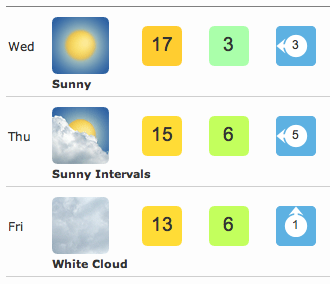 Wed 17 3 3
Sunny
Thu 15 6 5
Sunny Intervals
Fri 13 6 1
White Cloud